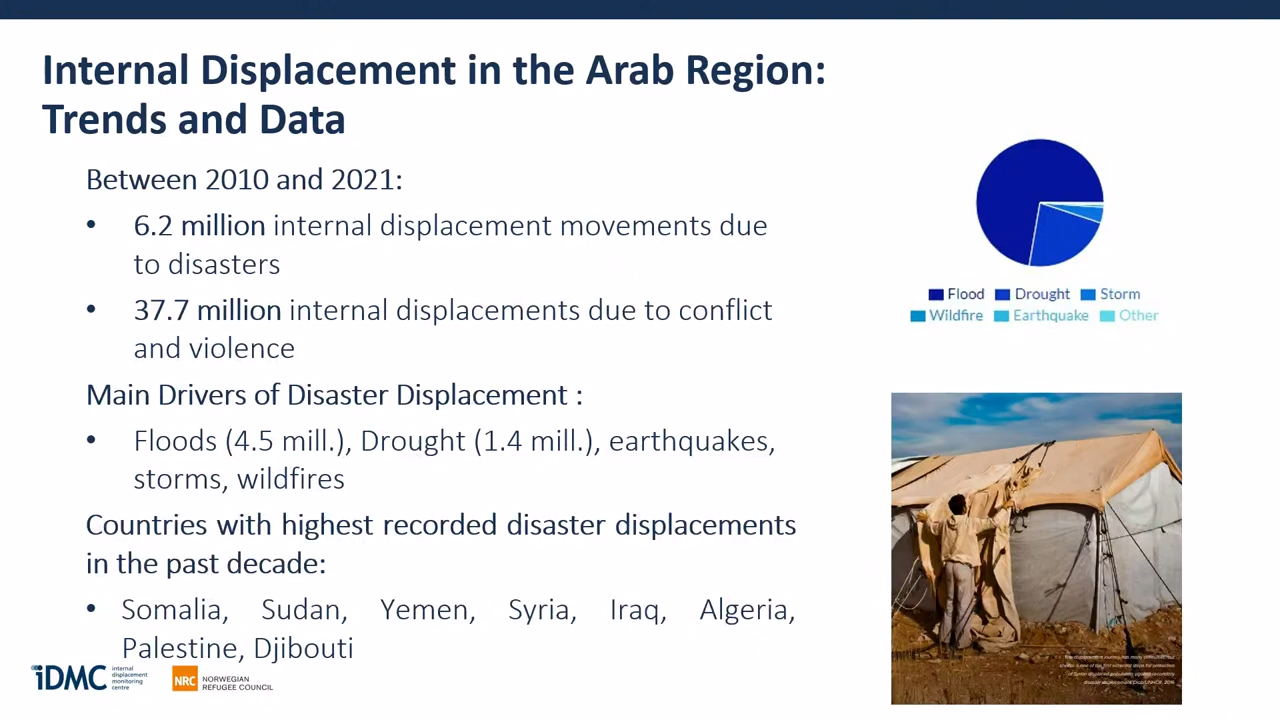 Internal Displacement in the Arab Region:
Trends and Data
Between 2010 and 2021:
• 6.2 million internal displacement movements due
to disasters
• 37.7 million internal displacements due to conflict
and violence
Main Drivers of Disaster Displacement :
• Floods (4.5 mill.), Drought (1.4 mill.), earthquakes,
storms, wildfires
Countries with highest recorded disaster displacements
in the past decade:
• Somalia, Sudan, Yemen, Syria, Iraq, Algeria,
Palestine, Djibouti
Flood Drought Storm
Wildfire Earthquake Other
iDMC
internal
displacement
monitoring
centre
NRC
NORWEGIAN
REFUGEE COUNCIL